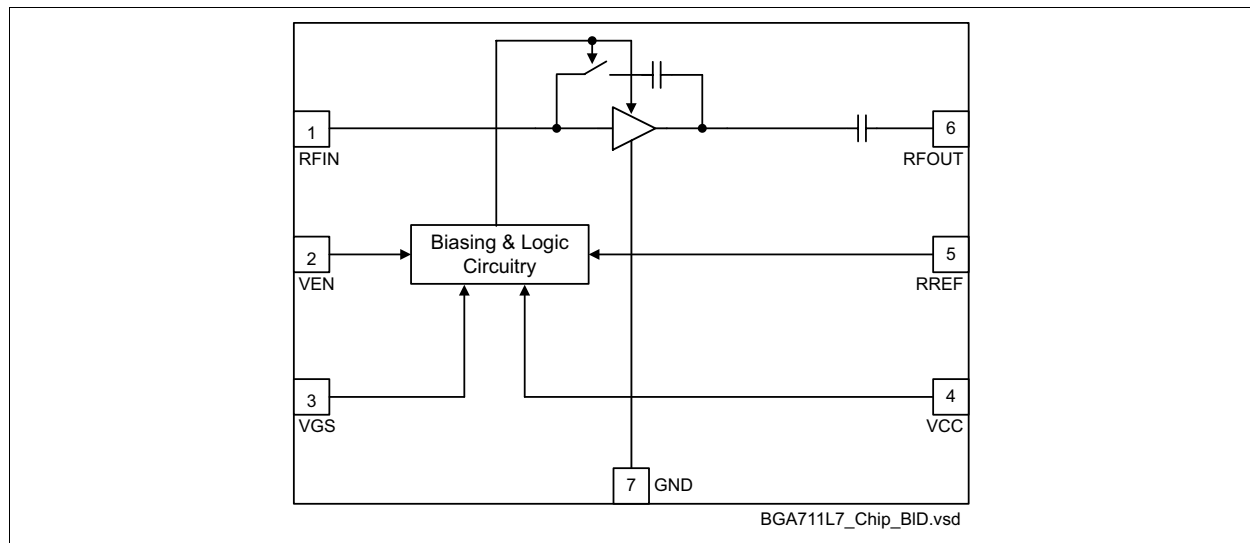 1
RFIN
6
RFOUT
2
VEN
Biasing & Logic
Circuitry
5
RREF
3
VGS
4
VCC
7
GND
BGA711L7_Chip_BID.vsd